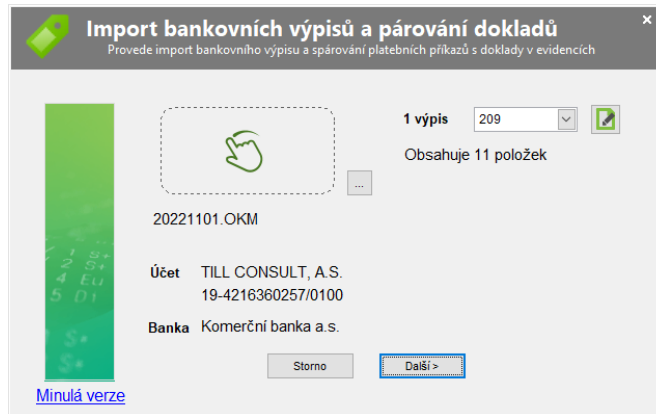 Import bankovních výpisů a párování dokladů
Provede import bankovního výpisu a spárování platebních příkazů s doklady v evidencích
1 výpis 209
Obsahuje 11 položek
...
20221101.OKM
Účet TILL CONSULT, A.S.
19-4216360257/0100
Banka Komerční banka a.s.
Storno Další >
Minulá verze